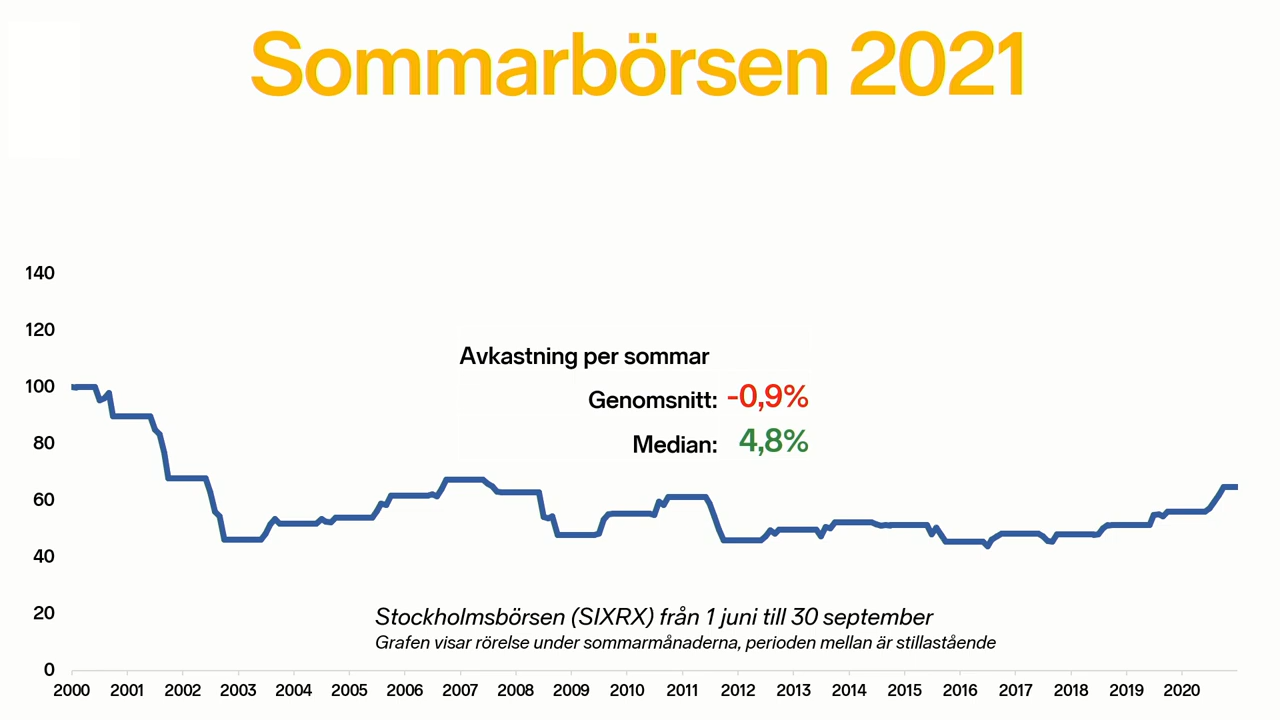 Sommarbörsen 2021
140
120
Avkastning per sommar
100
Genomsnitt: -0,9%
80
Median: 4,8%
60
40
20
Stockholmsbörsen (SIXRX) från 1 juni till 30 september
Grafen visar rörelse under sommarmånaderna, perioden mellan är stillastående
0
2000 2001 2002 2003 2004 2005 2006 2007 2008 2009 2010 2011 2012 2013 2014 2015 2016 2017 2018 2019 2020